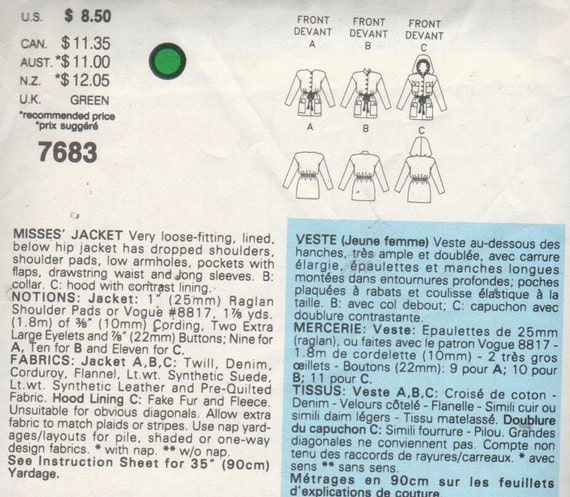 U.S. $ 8.50
CAN. $11.35
AUST. *$11.00
N.Z. *$12.05
U.K. GREEN
*recommended price
*prix suggéré
7683
FRONT DEVANT A
FRONT DEVANT B
FRONT DEVANT C
A B C
MISSES' JACKET Very loose-fitting, lined,
below hip jacket has dropped shoulders,
shoulder pads, low armholes, pockets with
flaps, drawstring waist and long sleeves. B:
collar. C: hood with contrast lining.
NOTIONS: Jacket: 1" (25mm) Raglan
Shoulder Pads or Vogue #8817, 1⅞ yds.
(1.8m) of ⅜" (10mm) Cording, Two Extra
Large Eyelets and ⅞" (22mm) Buttons; Nine for
A, Ten for B and Eleven for C.
FABRICS: Jacket A,B,C: Twill, Denim,
Corduroy, Flannel, Lt.wt. Synthetic Suede,
Lt.wt. Synthetic Leather and Pre-Quilted
Fabric. Hood Lining C: Fake Fur and Fleece.
Unsuitable for obvious diagonals. Allow extra
fabric to match plaids or stripes. Use nap yard-
ages/layouts for pile, shaded or one-way
design fabrics. * with nap. ** w/o nap.
See Instruction Sheet for 35" (90cm)
Yardage.
VESTE (Jeune femme) Veste au-dessous des
hanches, très ample et doublée, avec carrure
élargie, épaulettes et manches longues
montées dans entournures profondes; poches
plaquées à rabats et coulisse élastique à la
taille. B: avec col debout; C: capuchon avec
doublure contrastante.
MERCERIE: Veste: Epaulettes de 25mm
(raglan), ou faites avec le patron Vogue 8817 -
1.8m de cordelette (10mm) - 2 très gros
œillets - Boutons (22mm): 9 pour A; 10 pour
B; 11 pour C.
TISSUS: Veste A,B,C: Croisé de coton -
Denim - Velours côtelé - Flanelle - Simili cuir ou
simili daim légers - Tissu matelassé. Doublure
du capuchon C: Simili fourrure - Pilou. Grandes
diagonales ne conviennent pas. Compte non
tenu des raccords de rayures/carreaux. * avec
sens ** sans sens.
Métrages en 90cm sur les feuillets
d'explications de couture